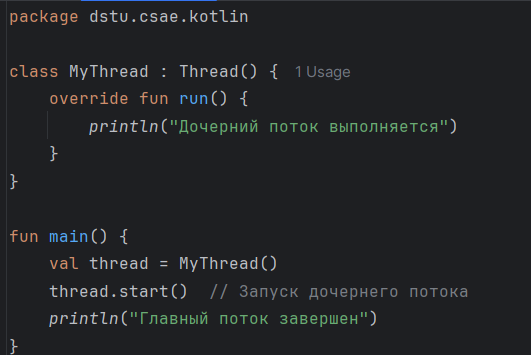 package dstu.csae.kotlin
class MyThread : Thread() { 1 Usage
override fun run() {
println("Дочерний поток выполняется")
}
}
fun main() {
val thread = MyThread()
thread.start() // Запуск дочернего потока
println("Главный поток завершен")
}